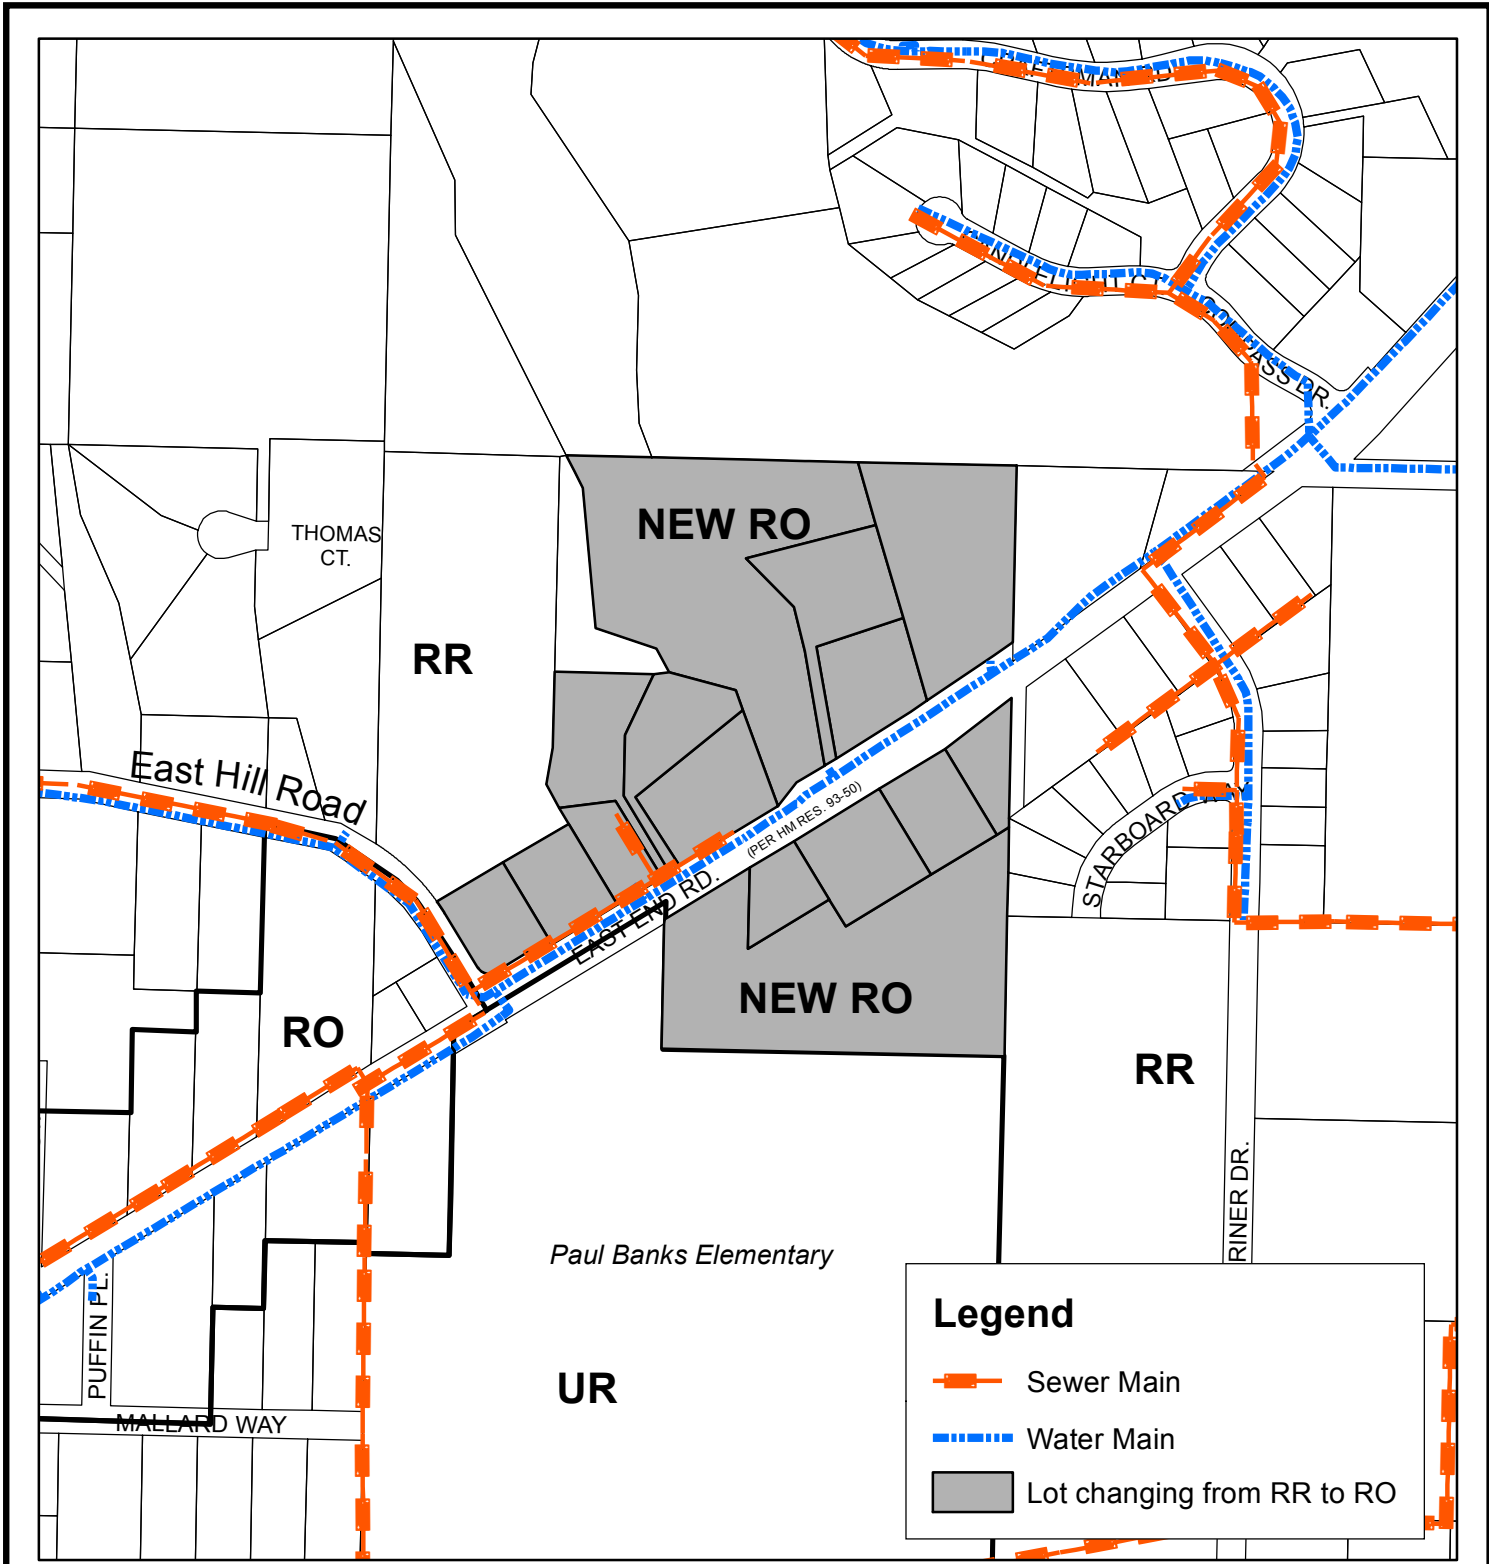 COMPASS DR.
THOMAS
CT.
NEW RO
RR
East Hill Road
(PER HM RES. 93-50)
STARBOARD WAY
EAST END RD.
NEW RO
RO
RR
RINER DR.
Paul Banks Elementary
PUFFIN PL.
UR
MALLARD WAY
Legend
Sewer Main
Water Main
Lot changing from RR to RO